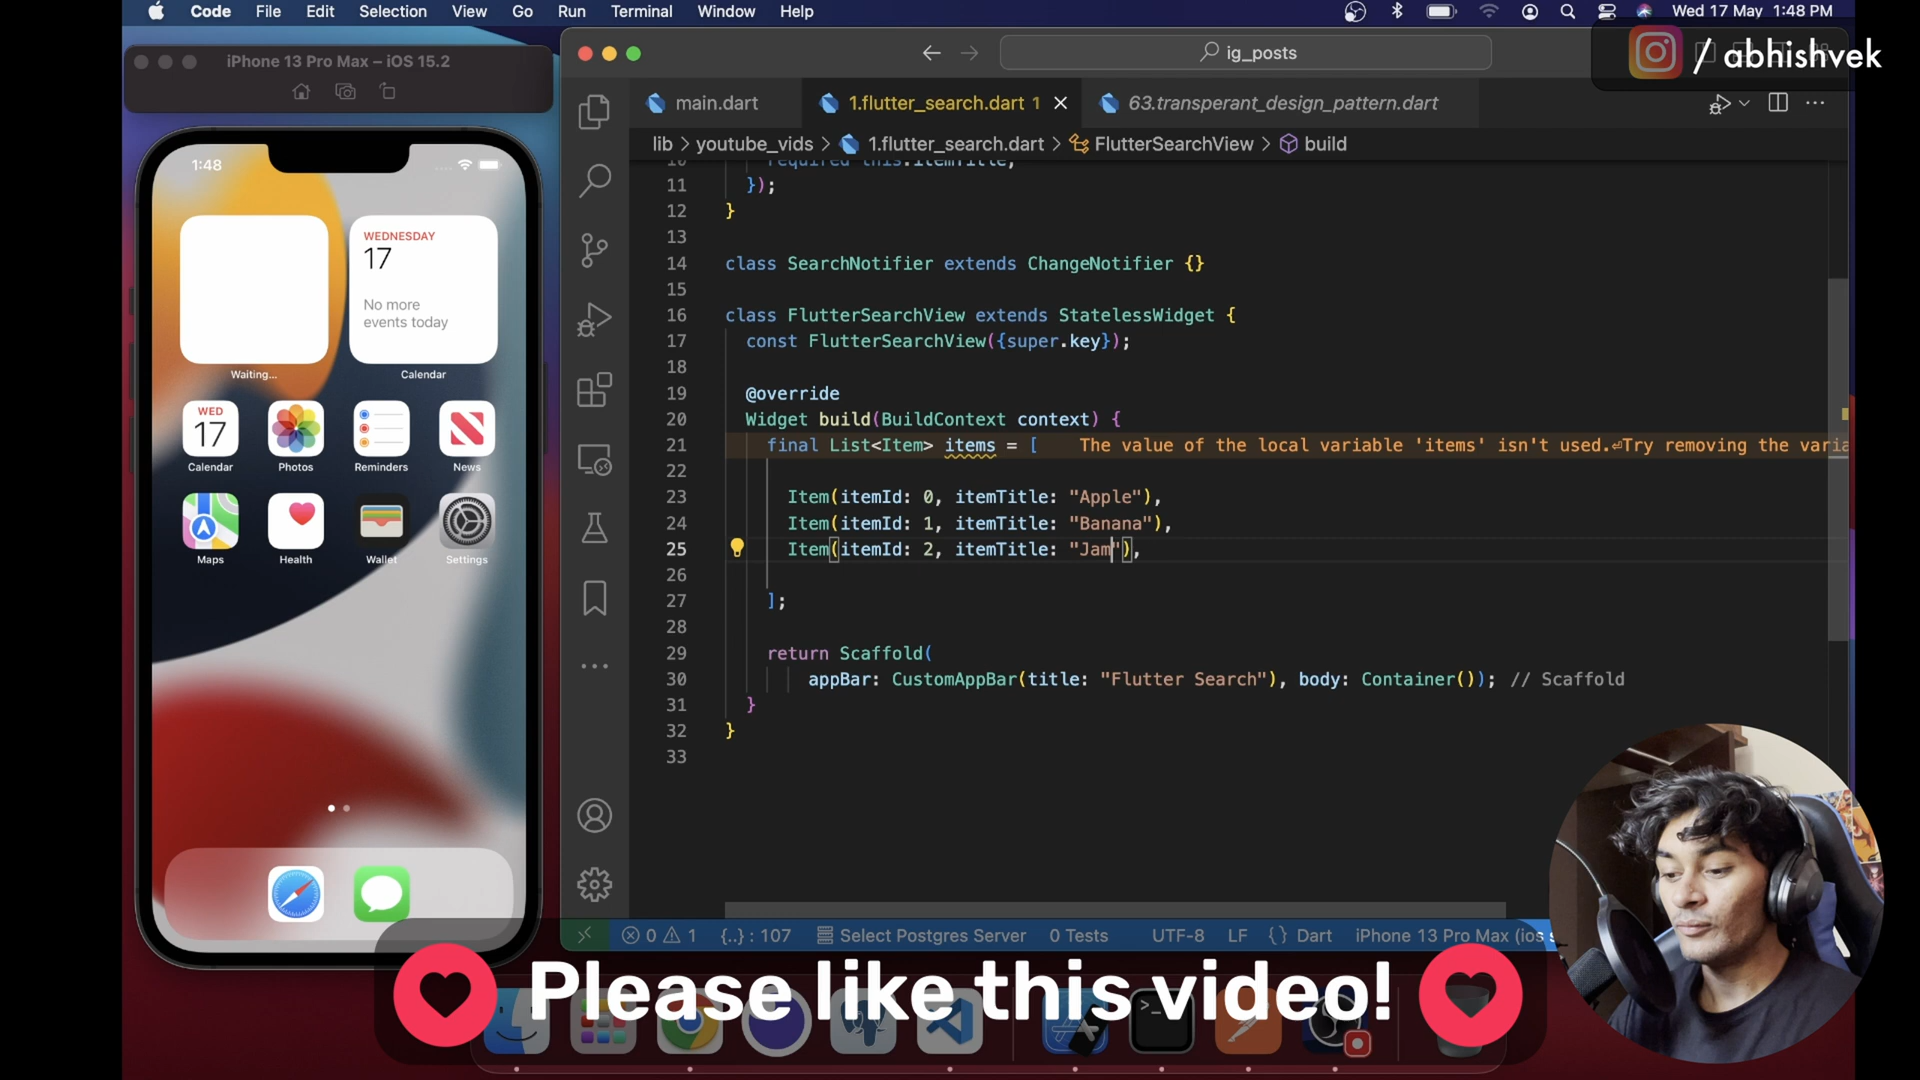 Code File Edit Selection View Go Run Terminal Window Help
Wed 17 May 1:48 PM
/ abhishvek
iPhone 13 Pro Max – iOS 15.2
ig_posts
main.dart
1.flutter_search.dart 1
63.transperant_design_pattern.dart
lib > youtube_vids > 1.flutter_search.dart > FlutterSearchView > build
1:48
WEDNESDAY
17
No more
events today
Waiting...
Calendar
WED
17
Calendar Photos Reminders News
Maps Health Wallet Settings
10 required this.itemTitle,
11 });
12 }
13
14 class SearchNotifier extends ChangeNotifier {}
15
16 class FlutterSearchView extends StatelessWidget {
17 const FlutterSearchView({super.key});
18
19 @override
20 Widget build(BuildContext context) {
21 final List<Item> items = [ The value of the local variable 'items' isn't used.⏎Try removing the varia
22
23 Item(itemId: 0, itemTitle: "Apple"),
24 Item(itemId: 1, itemTitle: "Banana"),
25 Item(itemId: 2, itemTitle: "Jam"),
26
27 ];
28
29 return Scaffold(
30 appBar: CustomAppBar(title: "Flutter Search"), body: Container()); // Scaffold
31 }
32 }
33
0 1 {..} : 107 Select Postgres Server 0 Tests UTF-8 LF {} Dart iPhone 13 Pro Max (ios s
Please like this video!